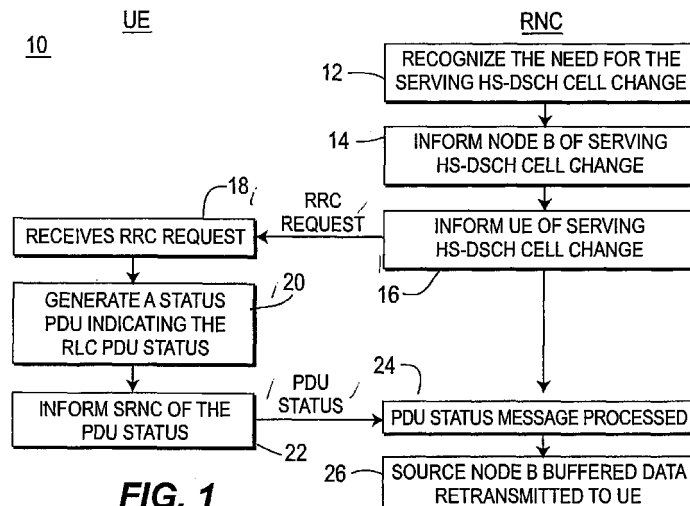 UE
RNC
10
12
RECOGNIZE THE NEED FOR THE
SERVING HS-DSCH CELL CHANGE
14
INFORM NODE B OF SERVING
HS-DSCH CELL CHANGE
18
RECEIVES RRC REQUEST
RRC
REQUEST
INFORM UE OF SERVING
HS-DSCH CELL CHANGE
16
GENERATE A STATUS
PDU INDICATING THE
RLC PDU STATUS
20
INFORM SRNC OF THE
PDU STATUS
22
PDU
STATUS
24
PDU STATUS MESSAGE PROCESSED
26
SOURCE NODE B BUFFERED DATA
RETRANSMITTED TO UE
FIG. 1